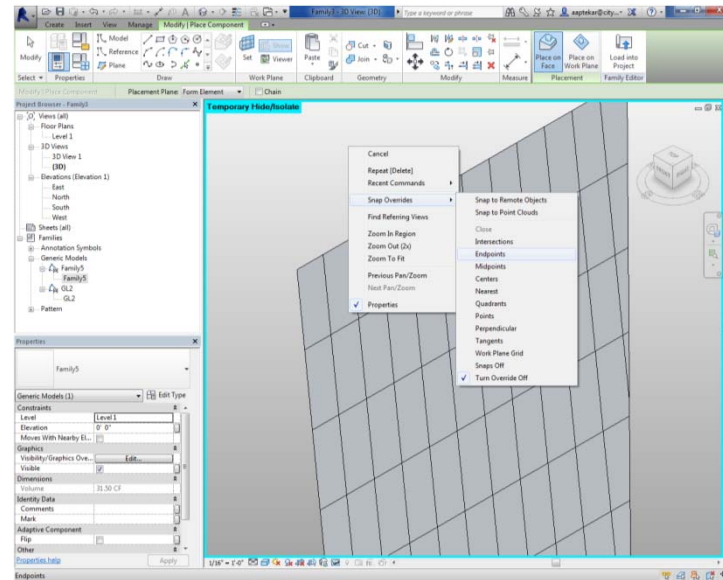 Family5 - 3D View: {3D}
Type a keyword or phrase
aaptekar@city...
Create Insert View Manage Modify | Place Component
Modify
Model
Reference
Plane
Set
Show
Viewer
Paste
Cut
Join
Place on Face
Place on Work Plane
Load into Project
Select Properties Draw Work Plane Clipboard Geometry Modify Measure Placement Family Editor
Modify | Place Component Placement Plane: Form Element Chain
Project Browser - Family5
Views (all)
Floor Plans
Level 1
3D Views
3D View 1
{3D}
Elevations (Elevation 1)
East
North
South
West
Sheets (all)
Families
Annotation Symbols
Generic Models
Family5
Family5
GL2
GL2
Pattern
Properties
Family5
Generic Models (1) Edit Type
Constraints
Level Level 1
Elevation 0' 0"
Moves With Nearby El...
Graphics
Visibility/Graphics Ove... Edit...
Visible
Dimensions
Volume 31.50 CF
Identity Data
Comments
Mark
Adaptive Component
Flip
Other
Properties help Apply
Endpoints
Temporary Hide/Isolate
Cancel
Repeat [Delete]
Recent Commands
Snap Overrides
Find Referring Views
Zoom In Region
Zoom Out (2x)
Zoom To Fit
Previous Pan/Zoom
Next Pan/Zoom
Properties
Snap to Remote Objects
Snap to Point Clouds
Close
Intersections
Endpoints
Midpoints
Centers
Nearest
Quadrants
Points
Perpendicular
Tangents
Work Plane Grid
Snaps Off
Turn Override Off
1/16" = 1'-0"